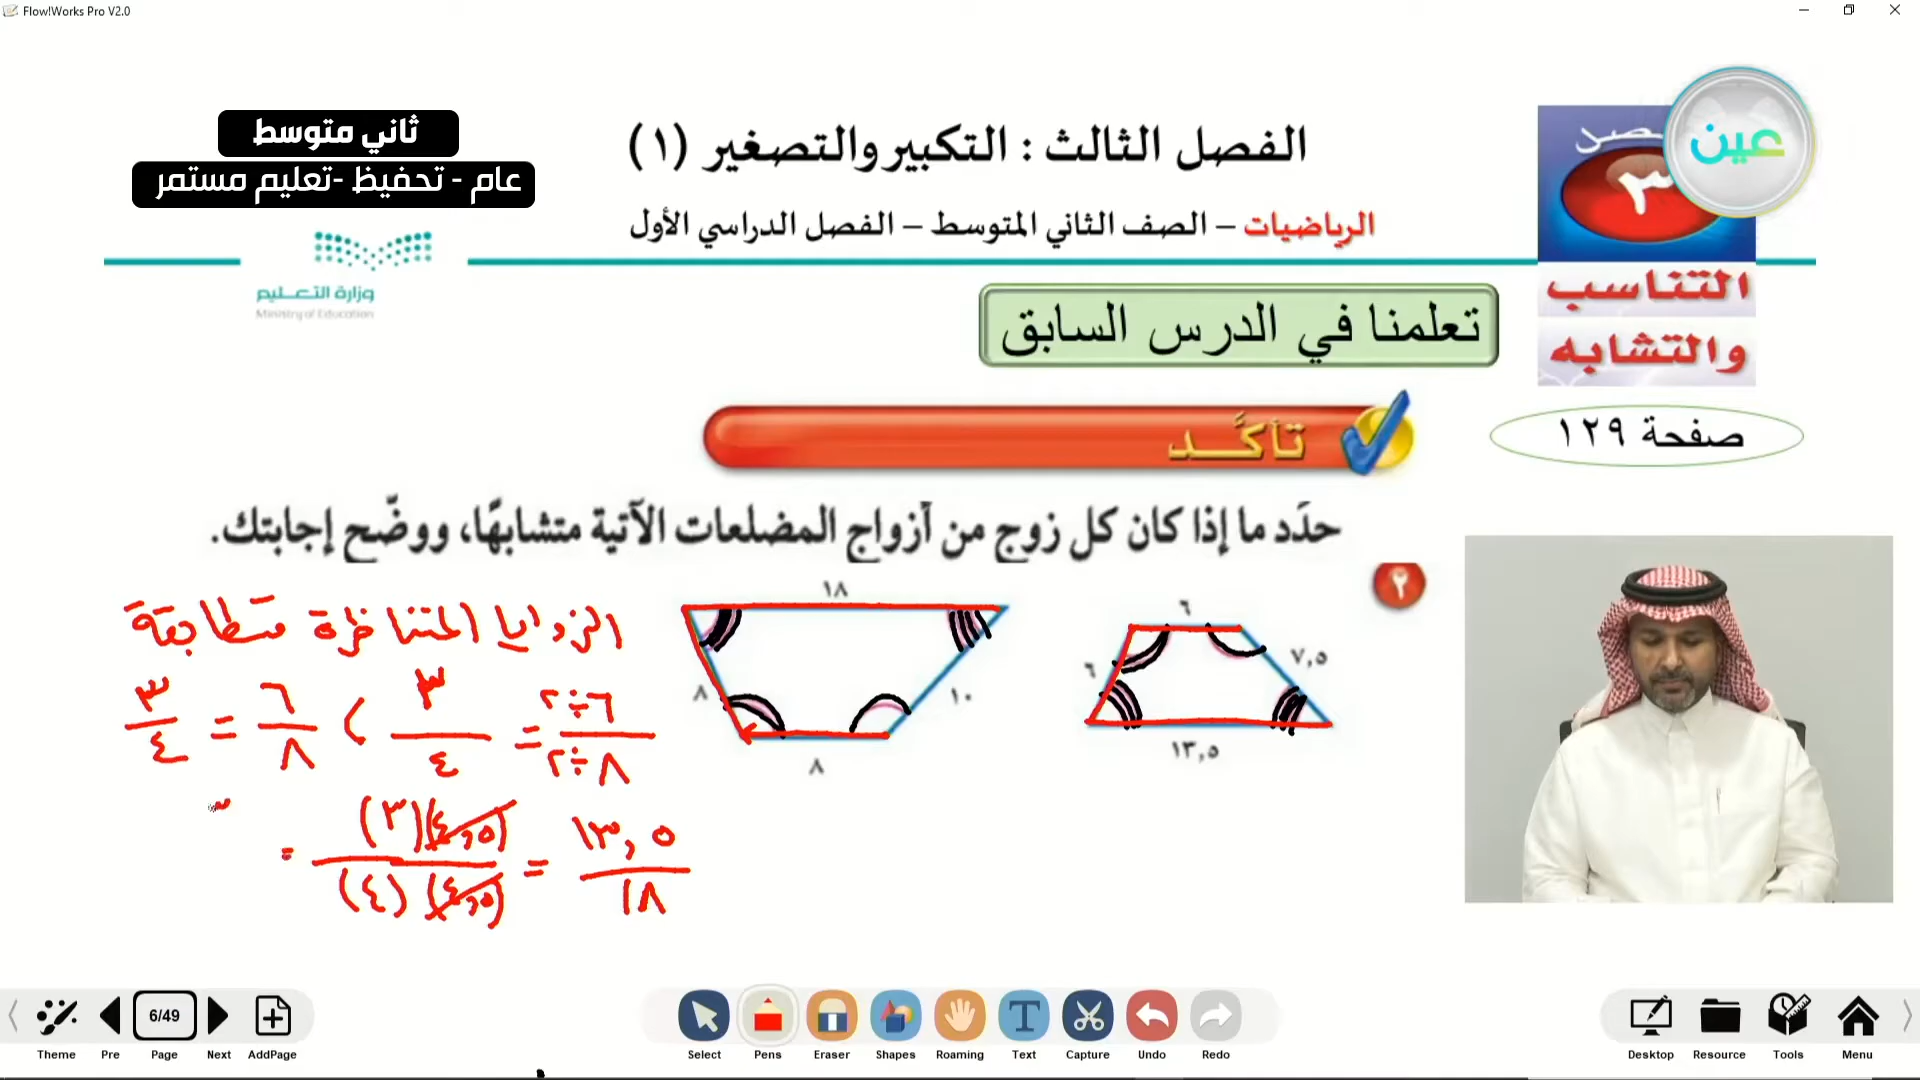 Flow!Works Pro V2.0
ثاني متوسط
عام - تحفيظ -تعليم مستمر
الفصل الثالث : التكبير والتصغير (١)
الرياضيات – الصف الثاني المتوسط – الفصل الدراسي الأول
عين
٣
التناسب
والتشابه
وزارة التعليم
Ministry of Education
تعلمنا في الدرس السابق
تأكد
صفحة ١٢٩
حدّد ما إذا كان كل زوج من أزواج المضلعات الآتية متشابهًا، ووضّح إجابتك.
٢
٦
٦
٧,٥
١٣,٥
١٨
٨
١٠
٨
الزوايا المتناظرة متطابقة
٦÷٢ / ٨÷٢ = ٣ / ٤ ، ٦ / ٨ = ٣ / ٤
١٣,٥ / ١٨ = (٤,٥)(٣) / (٤,٥)(٤) = ٣
6/49
Theme Pre Page Next AddPage
Select Pens Eraser Shapes Roaming Text Capture Undo Redo
Desktop Resource Tools Menu